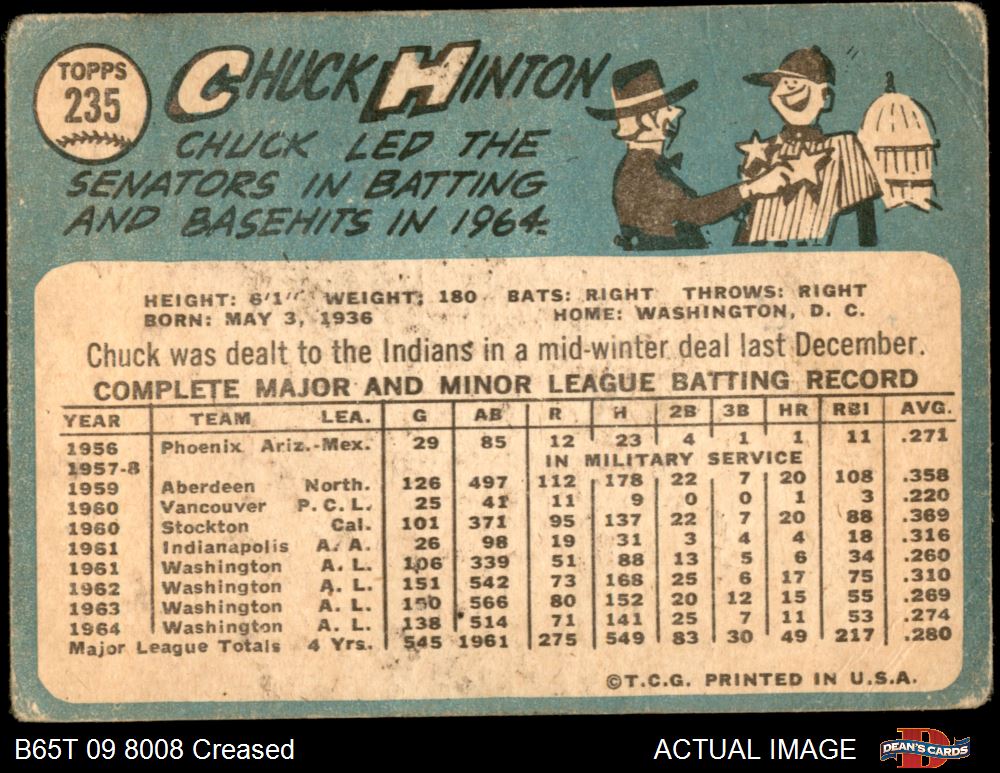 TOPPS
235
CHUCK HINTON
CHUCK LED THE
SENATORS IN BATTING
AND BASEHITS IN 1964.
HEIGHT: 6'1" WEIGHT: 180 BATS: RIGHT THROWS: RIGHT
BORN: MAY 3, 1936 HOME: WASHINGTON, D. C.
Chuck was dealt to the Indians in a mid-winter deal last December.
COMPLETE MAJOR AND MINOR LEAGUE BATTING RECORD
YEAR TEAM LEA. G AB R H 2B 3B HR RBI AVG.
1956 Phoenix Ariz.-Mex. 29 85 12 23 4 1 1 11 .271
1957-8 IN MILITARY SERVICE
1959 Aberdeen North. 126 497 112 178 22 7 20 108 .358
1960 Vancouver P.C.L. 25 41 11 9 0 0 1 3 .220
1960 Stockton Cal. 101 371 95 137 22 7 20 88 .369
1961 Indianapolis A. A. 26 98 19 31 3 4 4 18 .316
1961 Washington A. L. 106 339 51 88 13 5 6 34 .260
1962 Washington A. L. 151 542 73 168 25 6 17 75 .310
1963 Washington A. L. 150 566 80 152 20 12 15 55 .269
1964 Washington A. L. 138 514 71 141 25 7 11 53 .274
Major League Totals 4 Yrs. 545 1961 275 549 83 30 49 217 .280
©T.C.G. PRINTED IN U.S.A.
B65T 09 8008 Creased ACTUAL IMAGE
DEAN'S CARDS